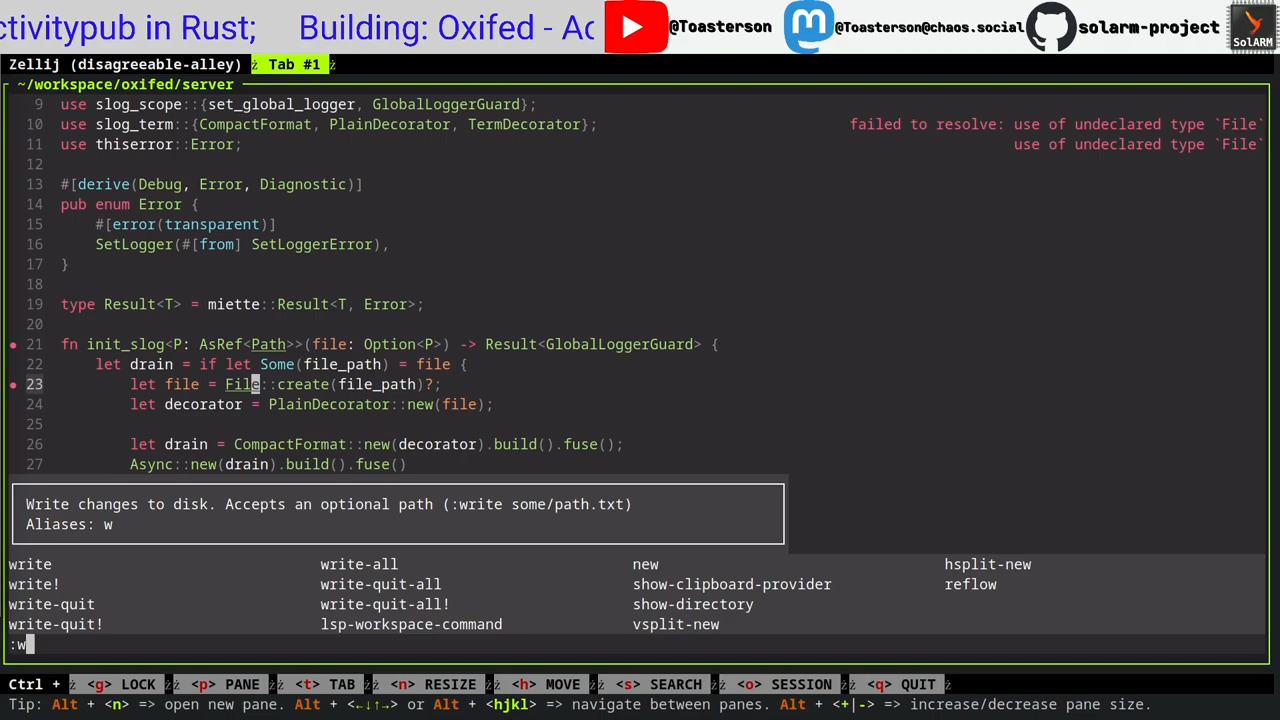 ctivitypub in Rust; Building: Oxifed - Ac @Toasterson @Toasterson@chaos.social solarm-project SolARM
Zellij (disagreeable-alley) Tab #1
~/workspace/oxifed/server
9 use slog_scope::{set_global_logger, GlobalLoggerGuard};
10 use slog_term::{CompactFormat, PlainDecorator, TermDecorator}; failed to resolve: use of undeclared type `File`
11 use thiserror::Error; use of undeclared type `File`
12
13 #[derive(Debug, Error, Diagnostic)]
14 pub enum Error {
15 #[error(transparent)]
16 SetLogger(#[from] SetLoggerError),
17 }
18
19 type Result<T> = miette::Result<T, Error>;
20
21 fn init_slog<P: AsRef<Path>>(file: Option<P>) -> Result<GlobalLoggerGuard> {
22 let drain = if let Some(file_path) = file {
23 let file = File::create(file_path)?;
24 let decorator = PlainDecorator::new(file);
25
26 let drain = CompactFormat::new(decorator).build().fuse();
27 Async::new(drain).build().fuse()
Write changes to disk. Accepts an optional path (:write some/path.txt)
Aliases: w
write write-all new hsplit-new
write! write-quit-all show-clipboard-provider reflow
write-quit write-quit-all! show-directory
write-quit! lsp-workspace-command vsplit-new
:w
Ctrl + <g> LOCK <p> PANE <t> TAB <n> RESIZE <h> MOVE <s> SEARCH <o> SESSION <q> QUIT
Tip: Alt + <n> => open new pane. Alt + <←↓↑→> or Alt + <hjkl> => navigate between panes. Alt + <+|-> => increase/decrease pane size.